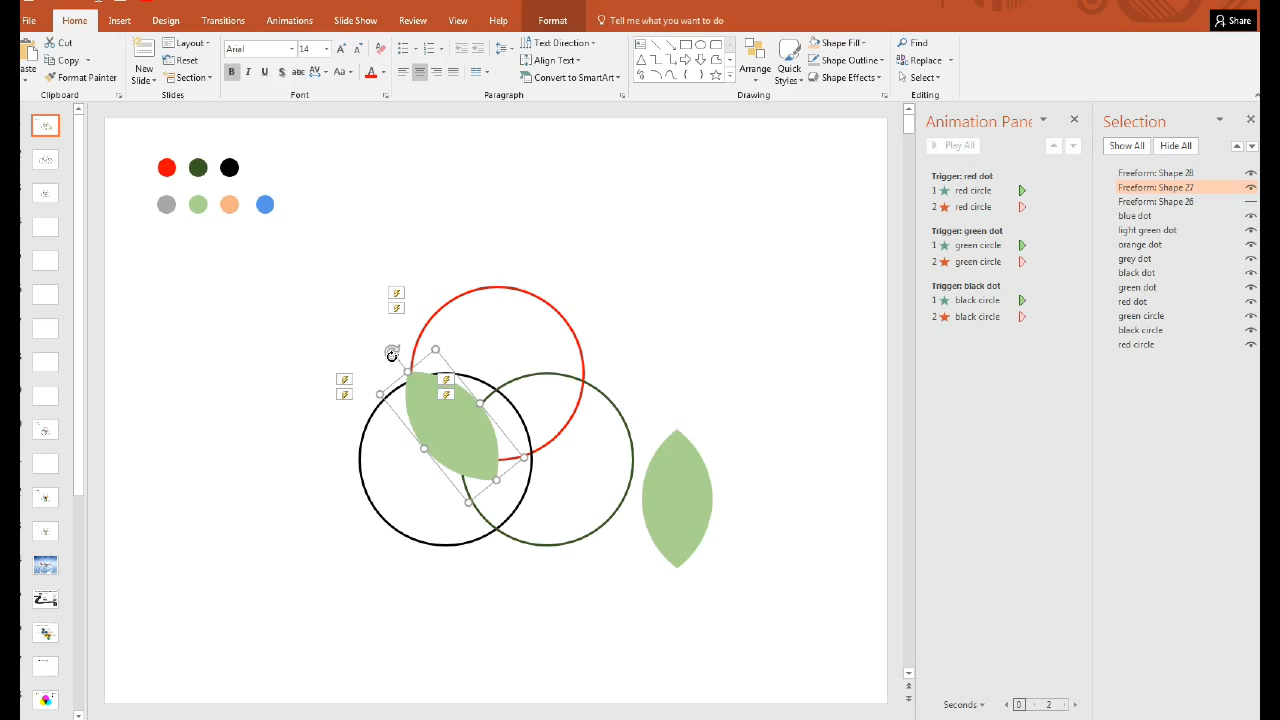 File Home Insert Design Transitions Animations Slide Show Review View Help Format Tell me what you want to do Share
Cut
Copy
Format Painter
Clipboard
New Slide
Layout
Reset
Section
Slides
Arial 14
B I U S abc AV Aa A
Font
Text Direction
Align Text
Convert to SmartArt
Paragraph
Arrange
Quick Styles
Shape Fill
Shape Outline
Shape Effects
Drawing
Find
Replace
Select
Editing
Animation Pane
Play All
Trigger: red dot
1 red circle
2 red circle
Trigger: green dot
1 green circle
2 green circle
Trigger: black dot
1 black circle
2 black circle
Seconds 0 2
Selection
Show All Hide All
Freeform: Shape 28
Freeform: Shape 27
Freeform: Shape 26
blue dot
light green dot
orange dot
grey dot
black dot
green dot
red dot
green circle
black circle
red circle